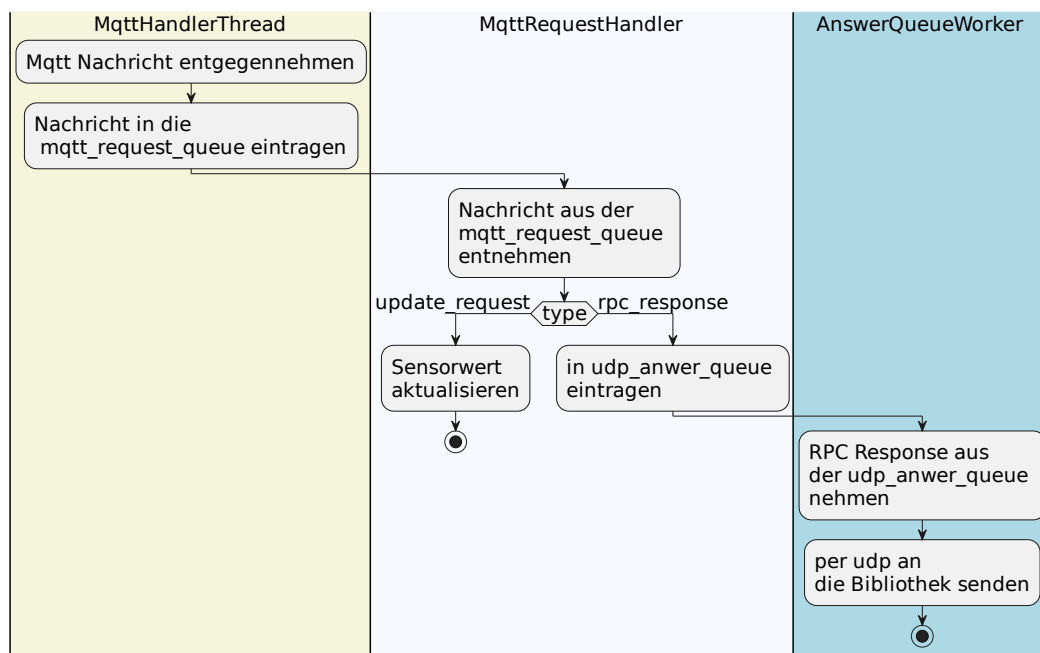 MqttHandlerThread
MqttRequestHandler
AnswerQueueWorker
Mqtt Nachricht entgegennehmen
Nachricht in die
mqtt_request_queue eintragen
Nachricht aus der
mqtt_request_queue
entnehmen
update_request
type
rpc_response
Sensorwert
aktualisieren
in udp_anwer_queue
eintragen
RPC Response aus
der udp_anwer_queue
nehmen
per udp an
die Bibliothek senden